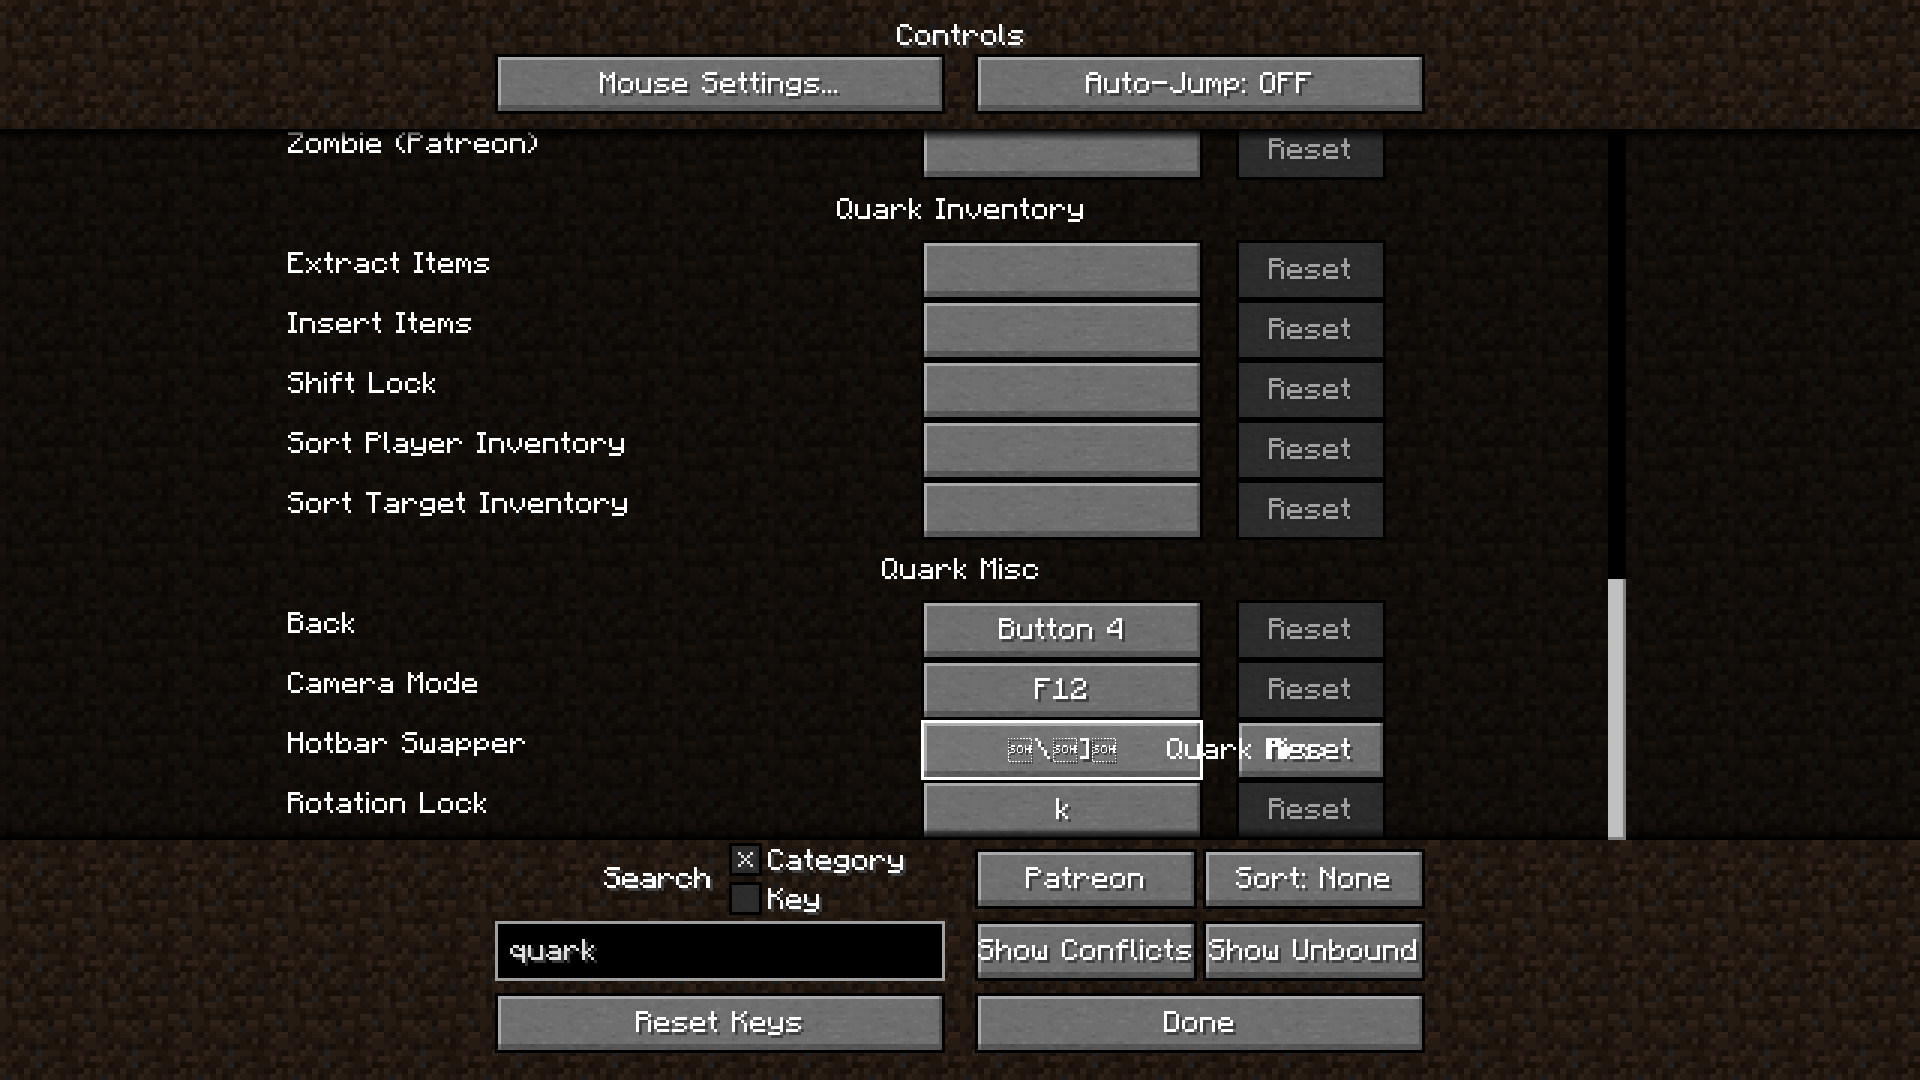 Controls
Mouse Settings... Auto-Jump: OFF
Zombie (Patreon) Reset
Quark Inventory
Extract Items Reset
Insert Items Reset
Shift Lock Reset
Sort Player Inventory Reset
Sort Target Inventory Reset
Quark Misc
Back Button 4 Reset
Camera Mode F12 Reset
Hotbar Swapper \ ] Quark Reset
Rotation Lock k Reset
Search X Category Patreon Sort: None
Key
quark Show Conflicts Show Unbound
Reset Keys Done